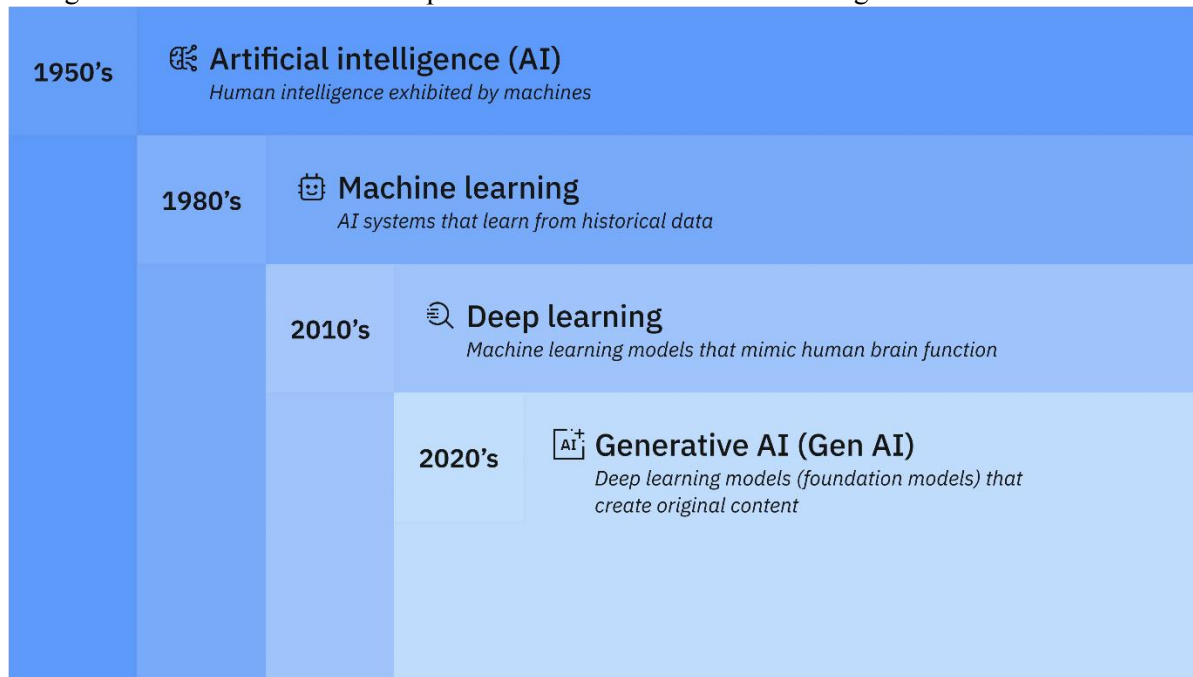 1950’s
Artificial intelligence (AI)
Human intelligence exhibited by machines
1980’s
Machine learning
AI systems that learn from historical data
2010’s
Deep learning
Machine learning models that mimic human brain function
2020’s
AI
Generative AI (Gen AI)
Deep learning models (foundation models) that
create original content